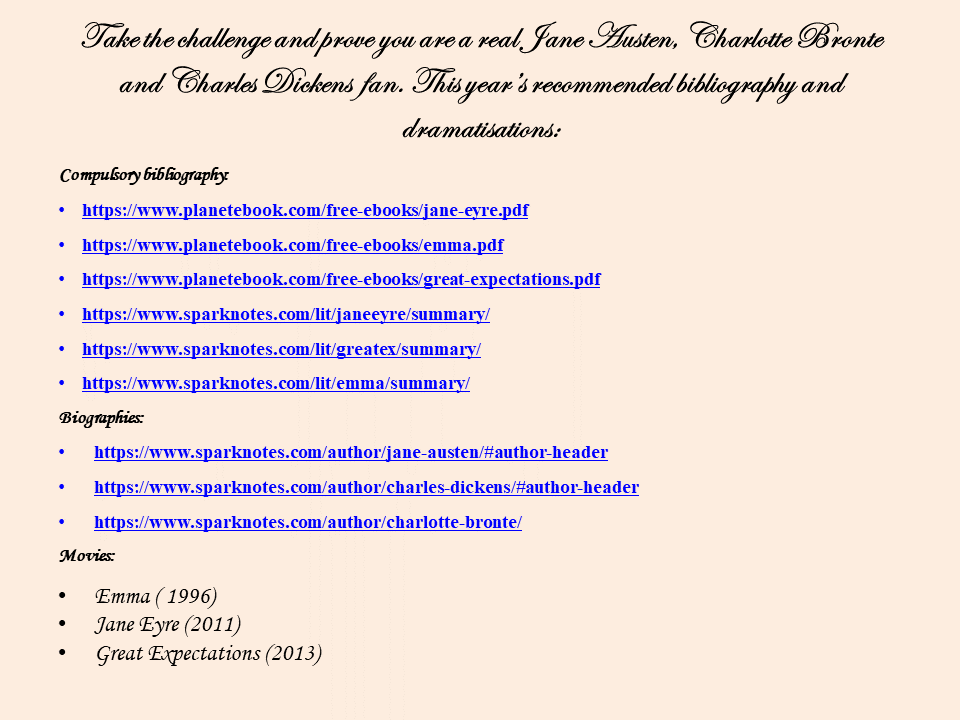 Take the challenge and prove you are a real Jane Austen, Charlotte Bronte
and Charles Dickens fan. This year's recommended bibliography and
dramatisations:
Compulsory bibliography:
• https://www.planetebook.com/free-ebooks/jane-eyre.pdf
• https://www.planetebook.com/free-ebooks/emma.pdf
• https://www.planetebook.com/free-ebooks/great-expectations.pdf
• https://www.sparknotes.com/lit/janeeyre/summary/
• https://www.sparknotes.com/lit/greatex/summary/
• https://www.sparknotes.com/lit/emma/summary/
Biographies:
• https://www.sparknotes.com/author/jane-austen/#author-header
• https://www.sparknotes.com/author/charles-dickens/#author-header
• https://www.sparknotes.com/author/charlotte-bronte/
Movies:
• Emma ( 1996)
• Jane Eyre (2011)
• Great Expectations (2013)